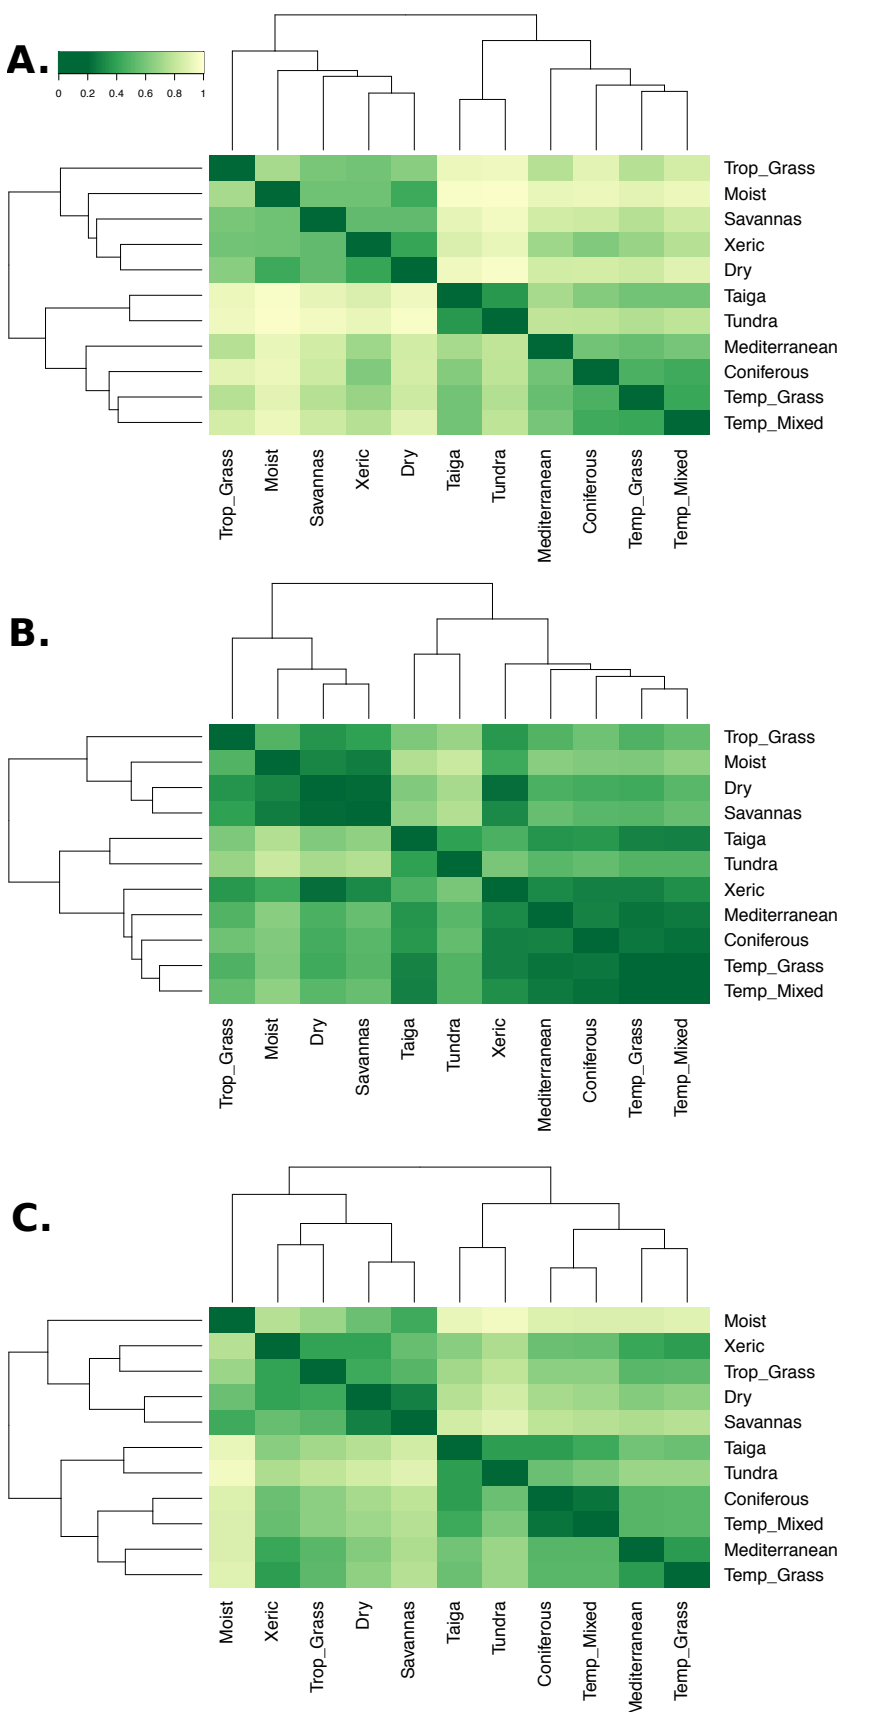 A.
0 0.2 0.4 0.6 0.8 1
Trop_Grass
Moist
Savannas
Xeric
Dry
Taiga
Tundra
Mediterranean
Coniferous
Temp_Grass
Temp_Mixed
Trop_Grass
Moist
Savannas
Xeric
Dry
Taiga
Tundra
Mediterranean
Coniferous
Temp_Grass
Temp_Mixed
B.
Trop_Grass
Moist
Dry
Savannas
Taiga
Tundra
Xeric
Mediterranean
Coniferous
Temp_Grass
Temp_Mixed
Trop_Grass
Moist
Dry
Savannas
Taiga
Tundra
Xeric
Mediterranean
Coniferous
Temp_Grass
Temp_Mixed
C.
Moist
Xeric
Trop_Grass
Dry
Savannas
Taiga
Tundra
Coniferous
Temp_Mixed
Mediterranean
Temp_Grass
Moist
Xeric
Trop_Grass
Dry
Savannas
Taiga
Tundra
Coniferous
Temp_Mixed
Mediterranean
Temp_Grass